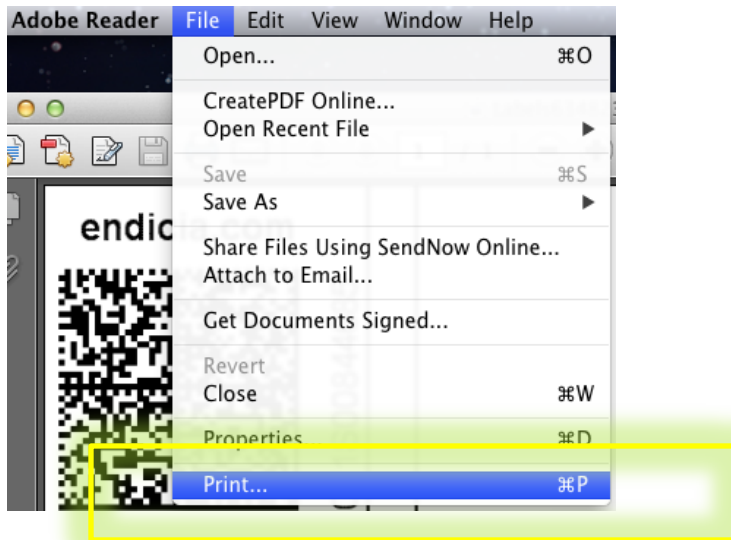 Adobe Reader File Edit View Window Help
Open... ⌘O
CreatePDF Online...
Open Recent File ▶
Save ⌘S
Save As ▶
endicia.com
Share Files Using SendNow Online...
Attach to Email...
Get Documents Signed...
Revert
Close ⌘W
Properties... ⌘D
Print... ⌘P